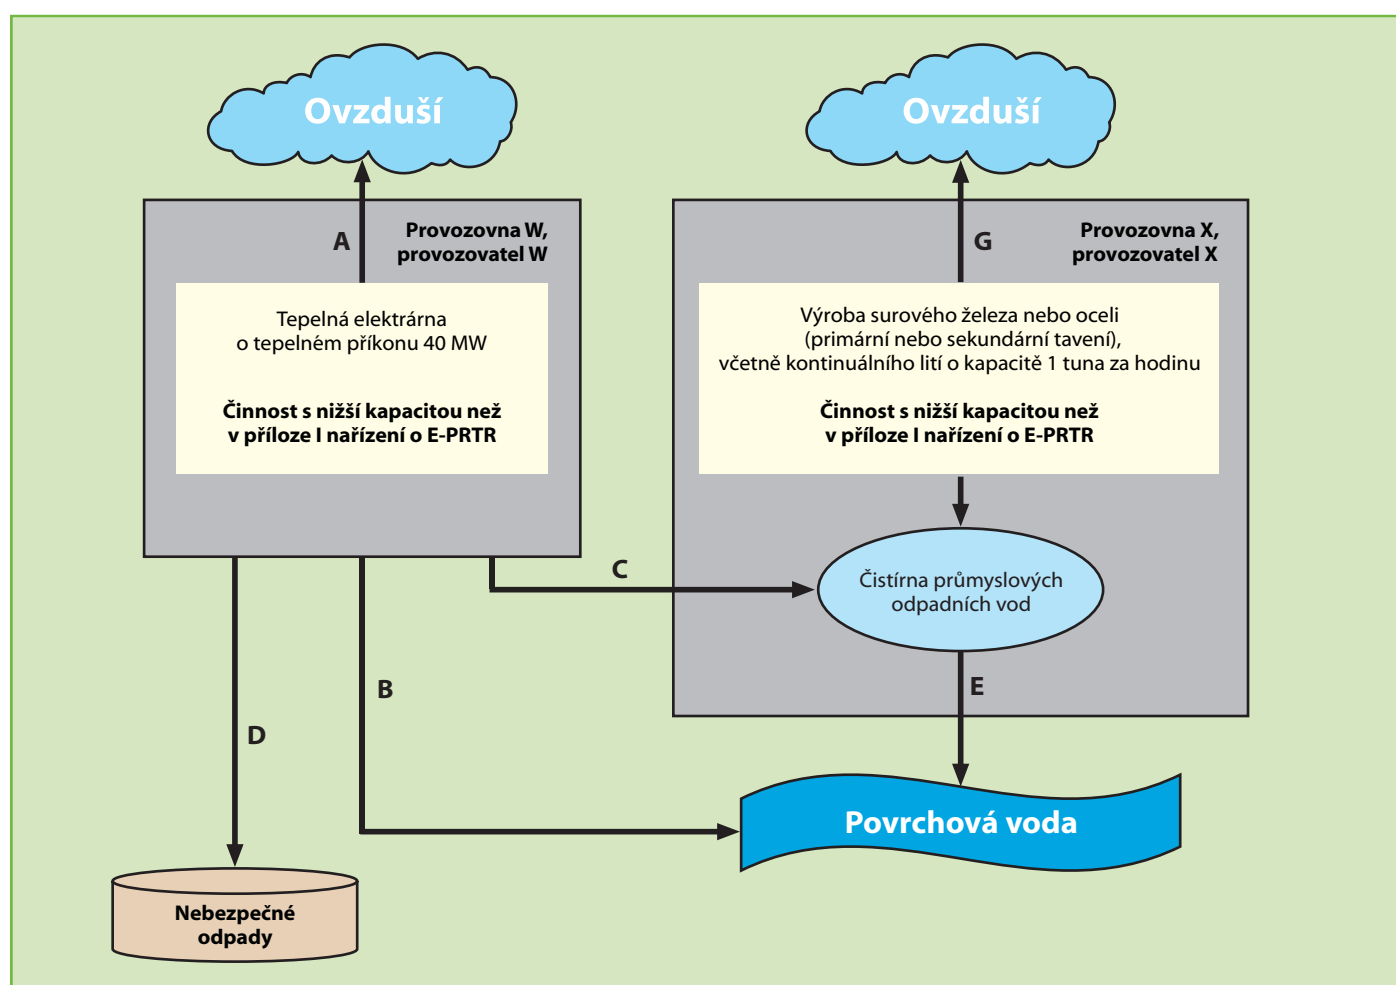 Ovzduší
Ovzduší
A
Provozovna W,
provozovatel W
G
Provozovna X,
provozovatel X
Tepelná elektrárna
o tepelném příkonu 40 MW
Činnost s nižší kapacitou než
v příloze I nařízení o E-PRTR
Výroba surového železa nebo oceli
(primární nebo sekundární tavení),
včetně kontinuálního lití o kapacitě 1 tuna za hodinu
Činnost s nižší kapacitou než
v příloze I nařízení o E-PRTR
C
Čistírna průmyslových
odpadních vod
B
E
D
Povrchová voda
Nebezpečné
odpady